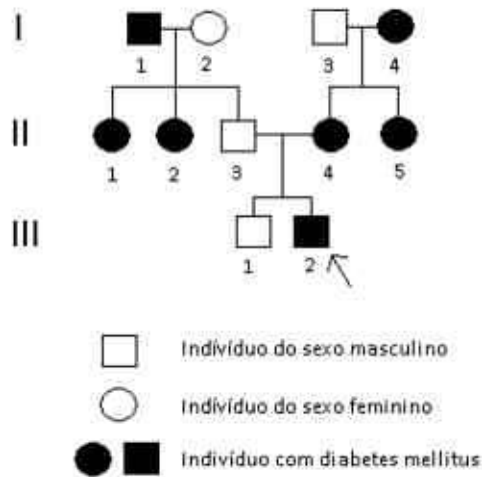 I
1 2 3 4
II
1 2 3 4 5
III
1 2
Indivíduo do sexo masculino
Indivíduo do sexo feminino
Indivíduo com diabetes mellitus